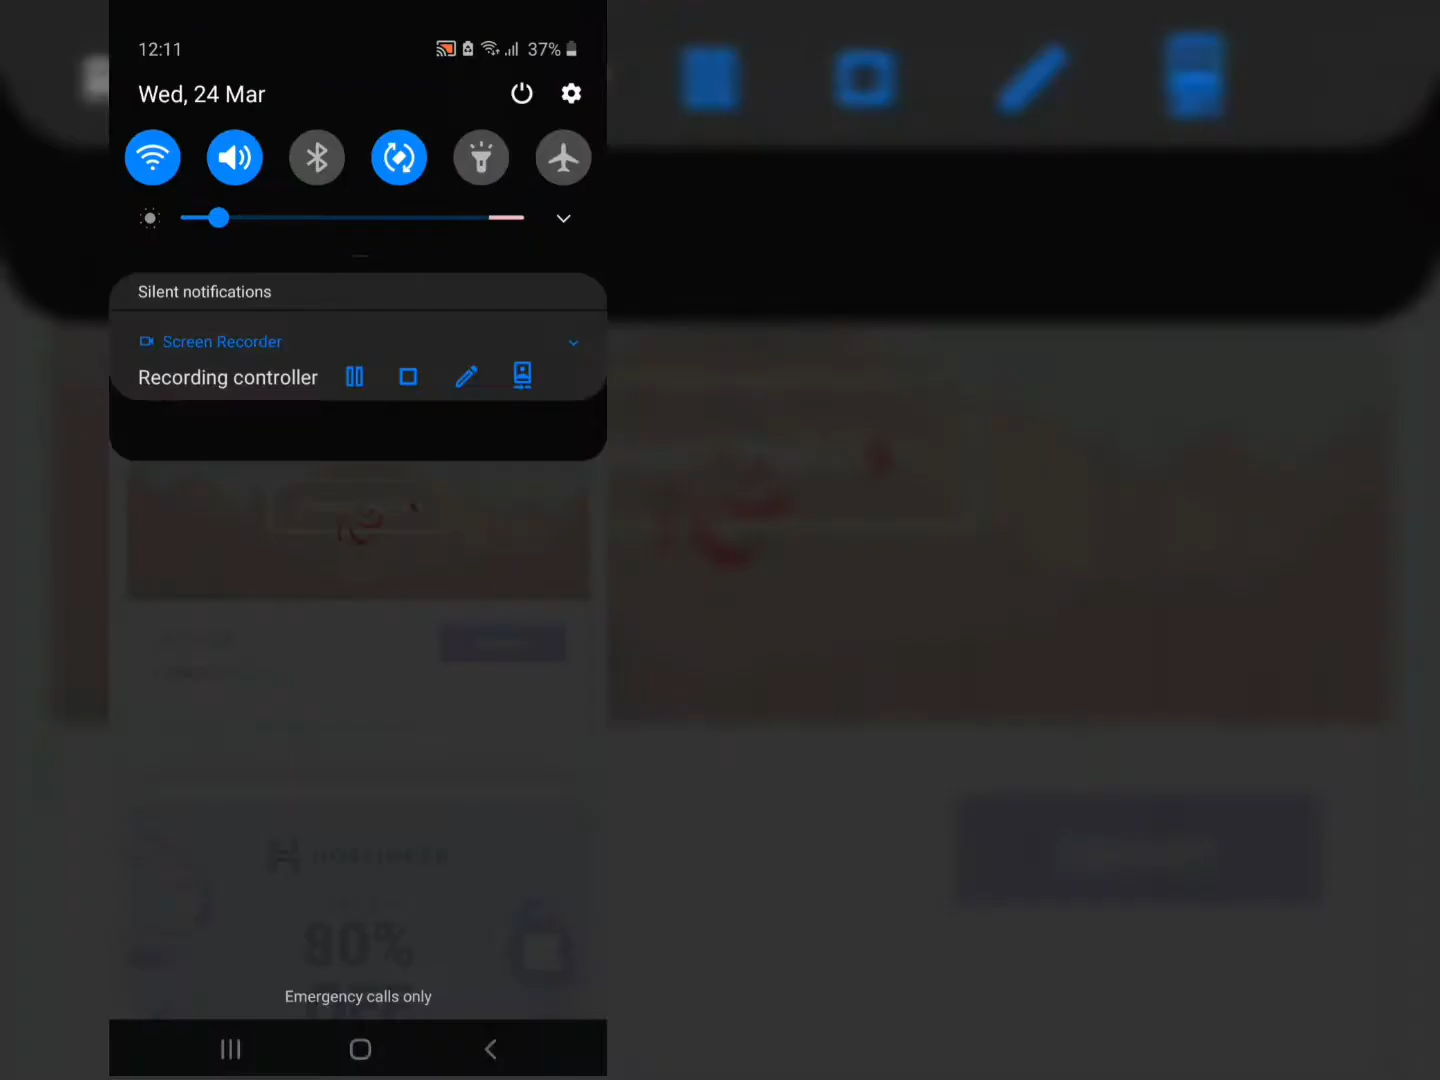 12:11
37%
Wed, 24 Mar
Silent notifications
Screen Recorder
Recording controller
80%
Emergency calls only